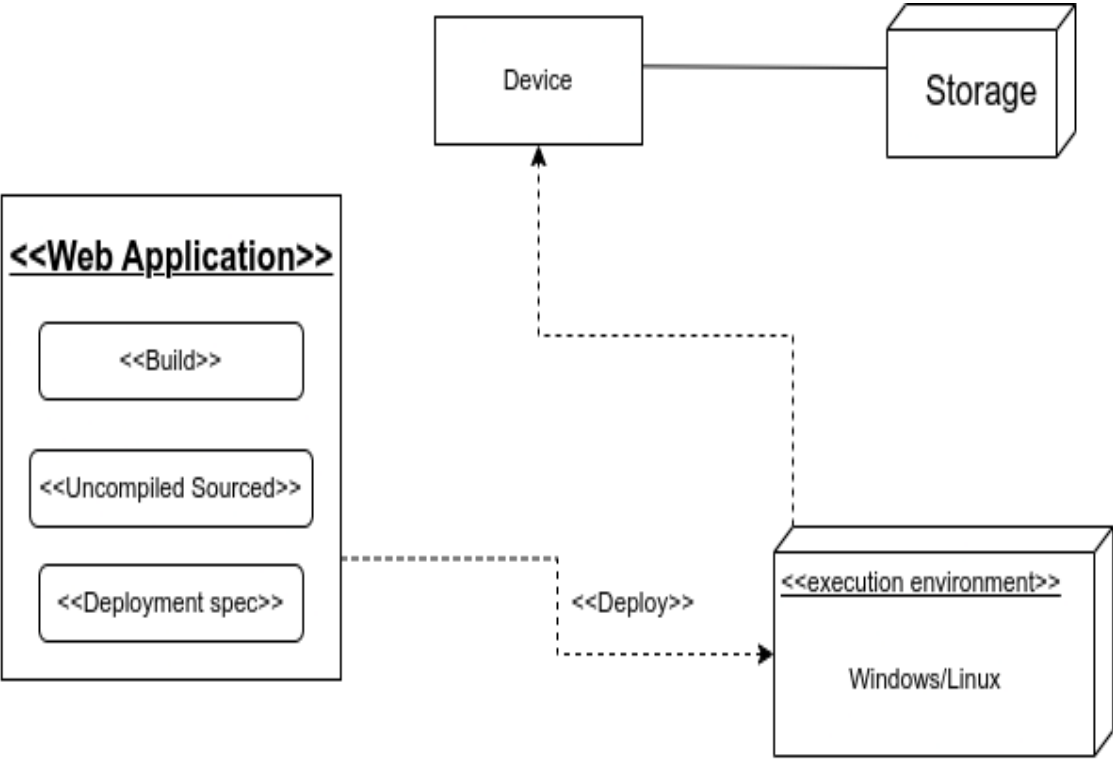 Device
Storage
<<Web Application>>
<<Build>>
<<Uncompiled Sourced>>
<<Deployment spec>>
<<Deploy>>
<<execution environment>>
Windows/Linux